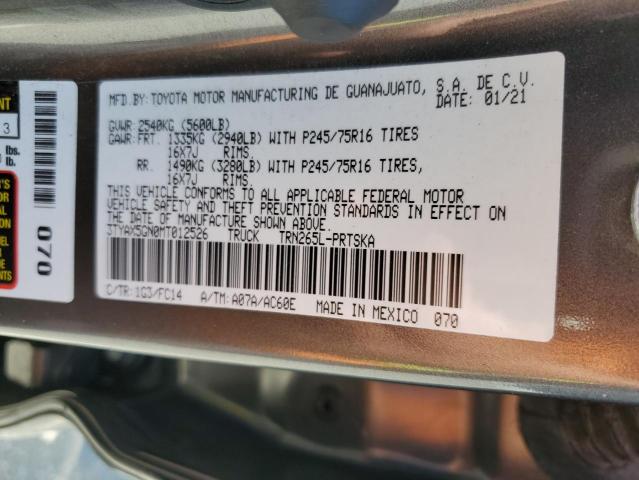 MFD.BY:TOYOTA MOTOR MANUFACTURING DE GUANAJUATO, S.A. DE C.V.
DATE: 01/21
GVWR: 2540KG (5600LB)
GAWR: FRT. 1335KG (2940LB) WITH P245/75R16 TIRES
16X7J RIMS.
RR. 1490KG (3280LB) WITH P245/75R16 TIRES,
16X7J RIMS.
THIS VEHICLE CONFORMS TO ALL APPLICABLE FEDERAL MOTOR
VEHICLE SAFETY AND THEFT PREVENTION STANDARDS IN EFFECT ON
THE DATE OF MANUFACTURE SHOWN ABOVE.
3TYAX5GN0MT012526 TRUCK TRN265L-PRTSKA
C/TR:1G3/FC14 A/TM:A07A/AC60E MADE IN MEXICO 070
3
lbs.
lb.
070